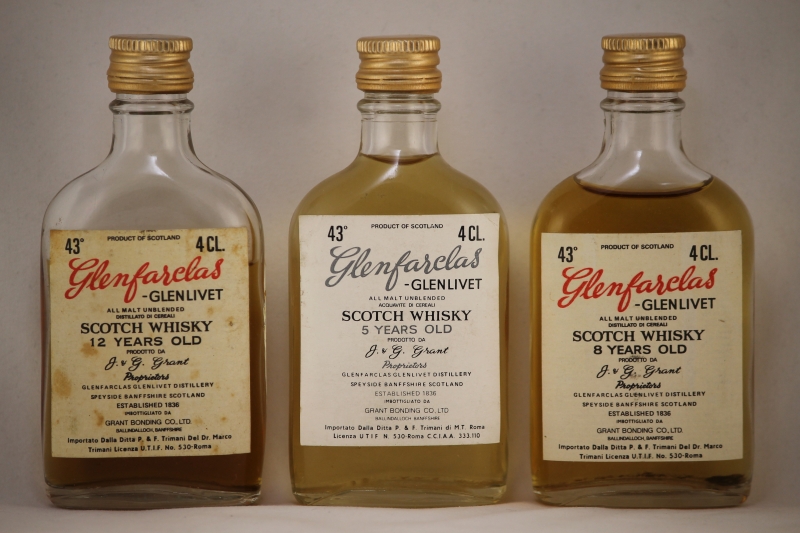 PRODUCT OF SCOTLAND
43° 4 CL.
Glenfarclas
-GLENLIVET
ALL MALT UNBLENDED
DISTILLATO DI CEREALI
SCOTCH WHISKY
12 YEARS OLD
PRODOTTO DA
J. & G. Grant
Proprietors
GLENFARCLAS GLENLIVET DISTILLERY
SPEYSIDE BANFFSHIRE SCOTLAND
ESTABLISHED 1836
IMBOTTIGLIATO DA
GRANT BONDING CO., LTD.
BALLINDALLOCH, BANFFSHIRE
Importato Dalla Ditta P. & F. Trimani Del Dr. Marco
Trimani Licenza U.T.I.F. No. 530-Roma
PRODUCT OF SCOTLAND
43° 4 CL.
Glenfarclas
-GLENLIVET
ALL MALT UNBLENDED
ACQUAVITE DI CEREALI
SCOTCH WHISKY
5 YEARS OLD
PRODOTTO DA
J. & G. Grant
Proprietors
GLENFARCLAS GLENLIVET DISTILLERY
SPEYSIDE BANFFSHIRE SCOTLAND
ESTABLISHED 1836
IMBOTTIGLIATO DA
GRANT BONDING CO., LTD
BALLINDALLOCH, BANFFSHIRE
Importato Dalla Ditta P. & F. Trimani di M.T. Roma
Licenza U T I F N. 530-Roma C.C.I.A.A. 333.110
PRODUCT OF SCOTLAND
43° 4 CL.
Glenfarclas
-GLENLIVET
ALL MALT UNBLENDED
DISTILLATO DI CEREALI
SCOTCH WHISKY
8 YEARS OLD
PRODOTTO DA
J. & G. Grant
Proprietors
GLENFARCLAS GLENLIVET DISTILLERY
SPEYSIDE BANFFSHIRE SCOTLAND
ESTABLISHED 1836
IMBOTTIGLIATO DA
GRANT BONDING CO., LTD.
BALLINDALLOCH, BANFFSHIRE
Importato Dalla Ditta P. & F. Trimani Del Dr. Marco
Trimani Licenza U.T.I.F. No. 530-Roma